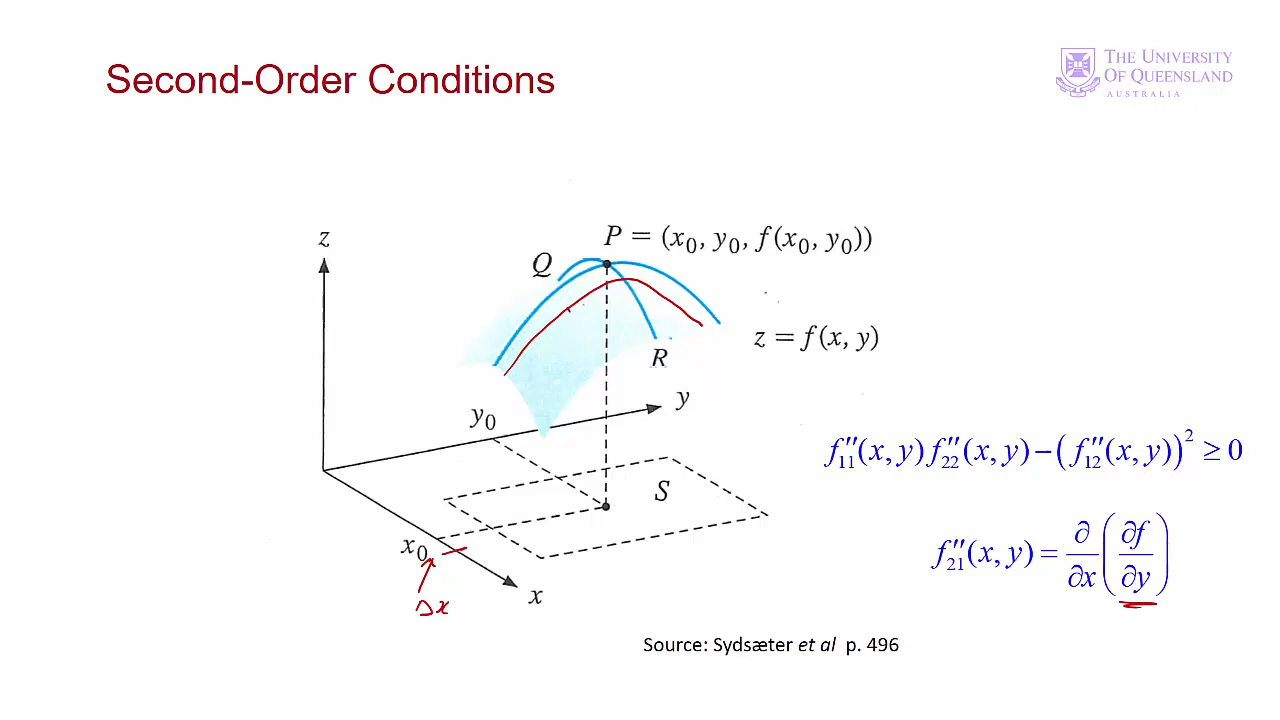 Second-Order Conditions
THE UNIVERSITY
OF QUEENSLAND
AUSTRALIA
z
Q
P = (x₀, y₀, f(x₀, y₀))
z = f(x, y)
R
y₀
y
S
x₀
x
Δx
f″₁₁(x, y) f″₂₂(x, y) − (f″₁₂(x, y))² ≥ 0
f″₂₁(x, y) = ∂/∂x (∂f/∂y)
Source: Sydsæter et al p. 496